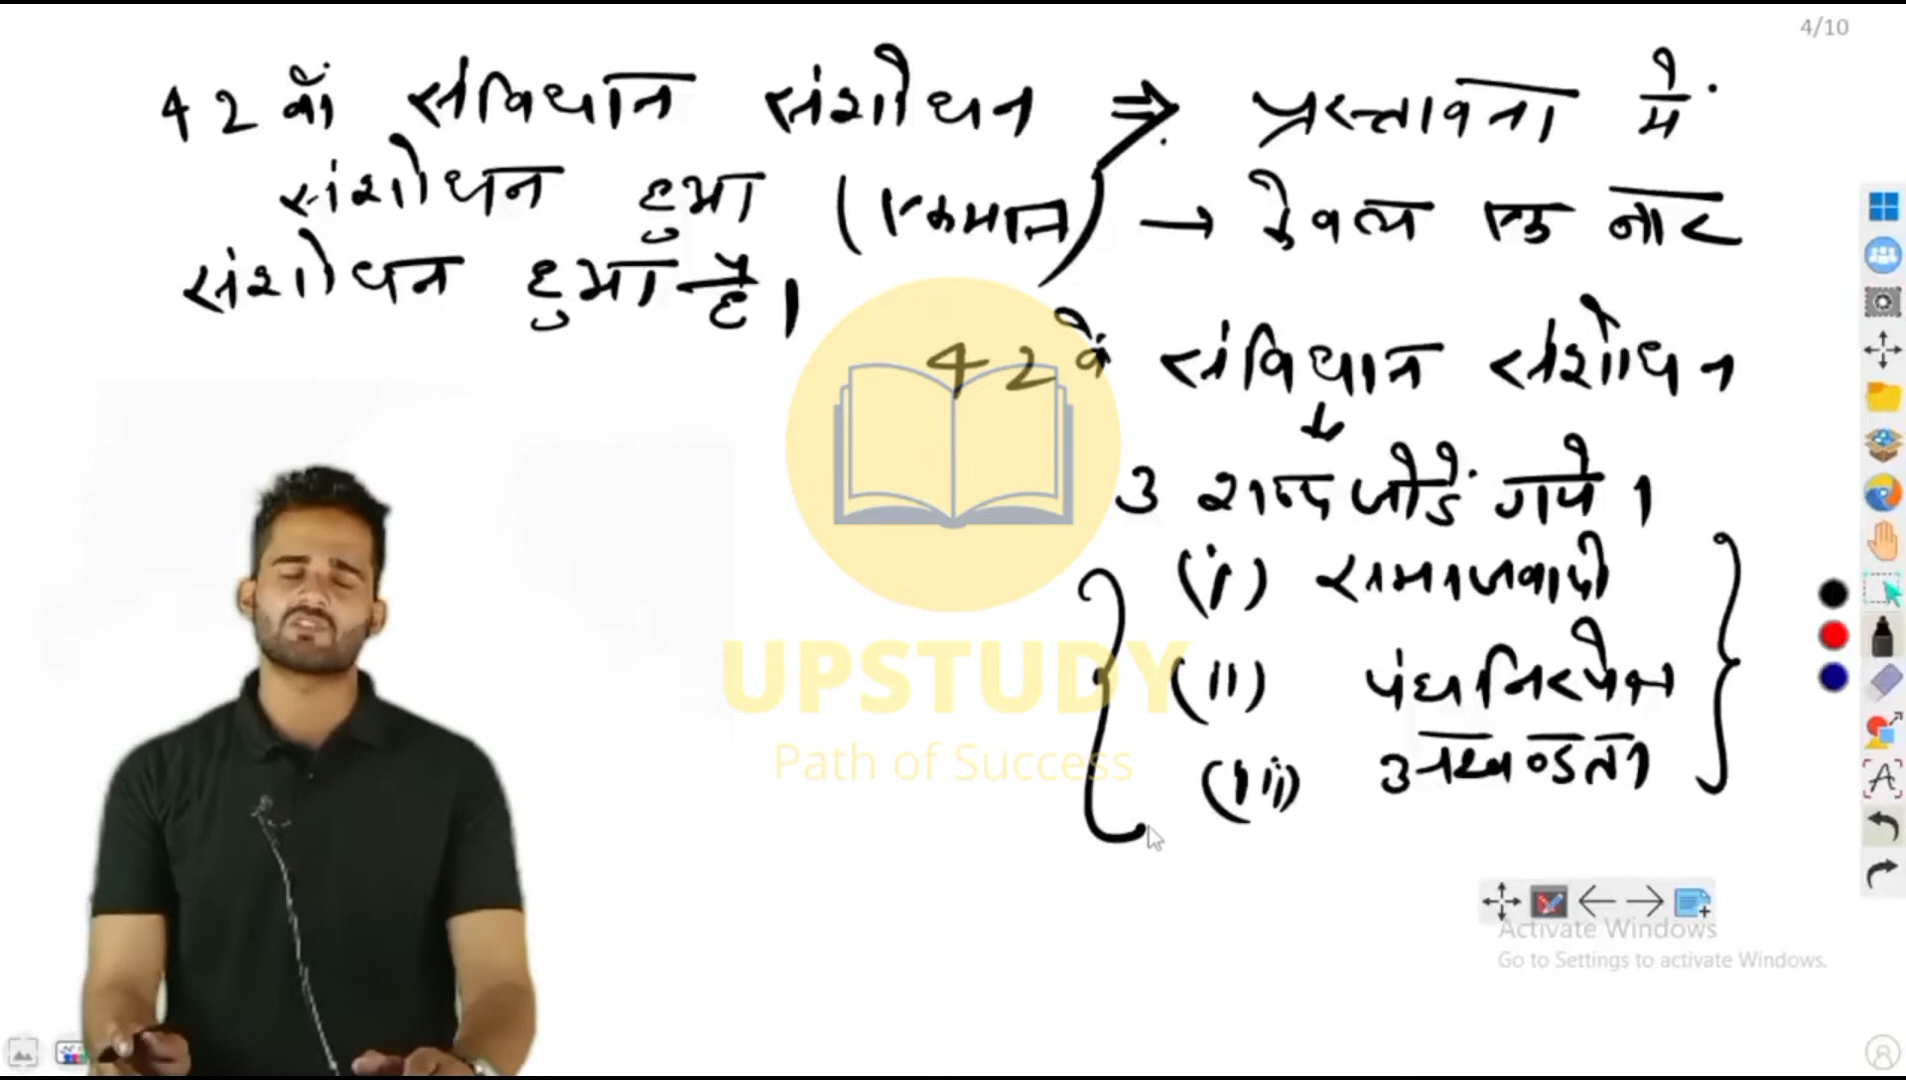 4/10
42वाँ संविधान संशोधन ⇒ प्रस्तावना में
संशोधन हुआ (एकमात्र) → केवल एक बार
संशोधन हुआ है।
42वें संविधान संशोधन
↓
3 शब्द जोड़ें गये।
(i) समाजवादी
(ii) पंथ निरपेक्ष
(iii) अखण्डता
UPSTUDY
Path of Success
Activate Windows
Go to Settings to activate Windows.